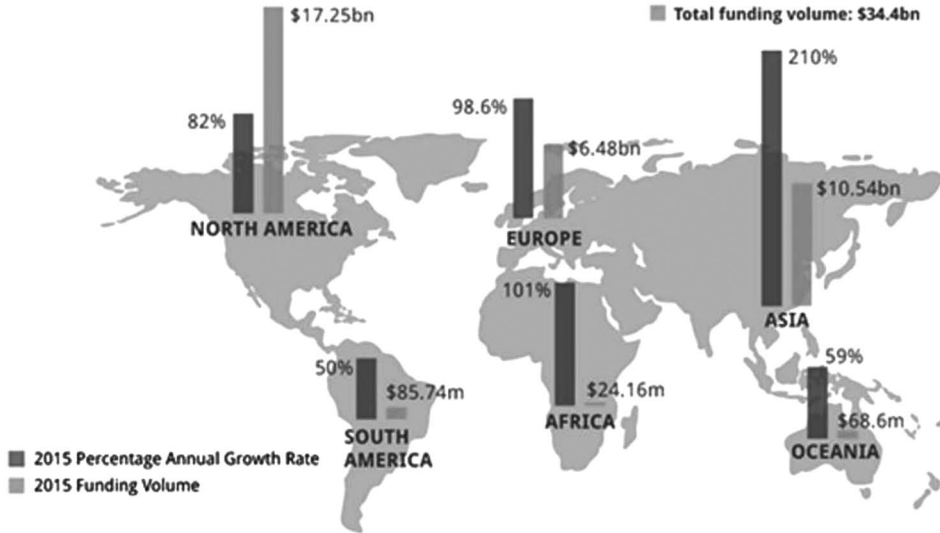 $17.25bn
Total funding volume: $34.4bn
210%
98.6%
82%
$6.48bn
$10.54bn
NORTH AMERICA
EUROPE
101%
ASIA
59%
50%
$85.74m
$24.16m
$68.6m
AFRICA
SOUTH
AMERICA
OCEANIA
2015 Percentage Annual Growth Rate
2015 Funding Volume